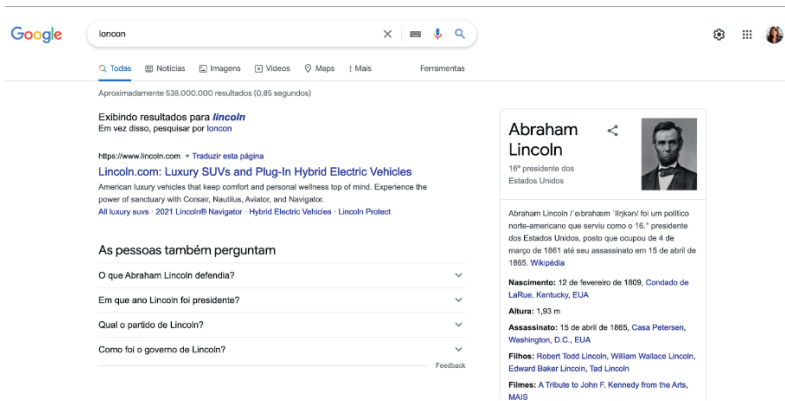 Google
loncon
Todas Notícias Imagens Vídeos Maps Mais Ferramentas
Aproximadamente 538.000.000 resultados (0,85 segundos)
Exibindo resultados para lincoln
Em vez disso, pesquisar por loncon
https://www.lincoln.com Traduzir esta página
Lincoln.com: Luxury SUVs and Plug-In Hybrid Electric Vehicles
American luxury vehicles that keep comfort and personal wellness top of mind. Experience the
power of sanctuary with Corsair, Nautilus, Aviator, and Navigator.
All luxury suvs · 2021 Lincoln® Navigator · Hybrid Electric Vehicles · Lincoln Protect
As pessoas também perguntam
O que Abraham Lincoln defendia?
Em que ano Lincoln foi presidente?
Qual o partido de Lincoln?
Como foi o governo de Lincoln?
Feedback
Abraham
Lincoln
16º presidente dos
Estados Unidos
Abraham Lincoln /ˈeɪbrəhæm ˈlɪŋkən/ foi um político
norte-americano que serviu como o 16.° presidente
dos Estados Unidos, posto que ocupou de 4 de
março de 1861 até seu assassinato em 15 de abril de
1865. Wikipédia
Nascimento: 12 de fevereiro de 1809, Condado de
LaRue, Kentucky, EUA
Altura: 1,93 m
Assassinato: 15 de abril de 1865, Casa Petersen,
Washington, D.C., EUA
Filhos: Robert Todd Lincoln, William Wallace Lincoln,
Edward Baker Lincoln, Tad Lincoln
Filmes: A Tribute to John F. Kennedy from the Arts,
MAIS